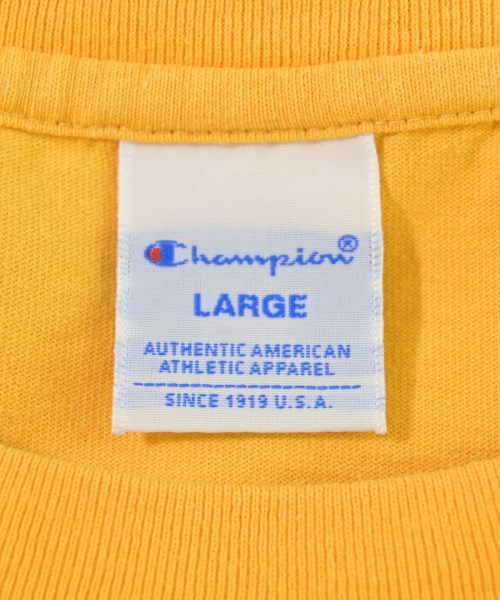 Champion®
LARGE
AUTHENTIC AMERICAN
ATHLETIC APPAREL
SINCE 1919 U.S.A.